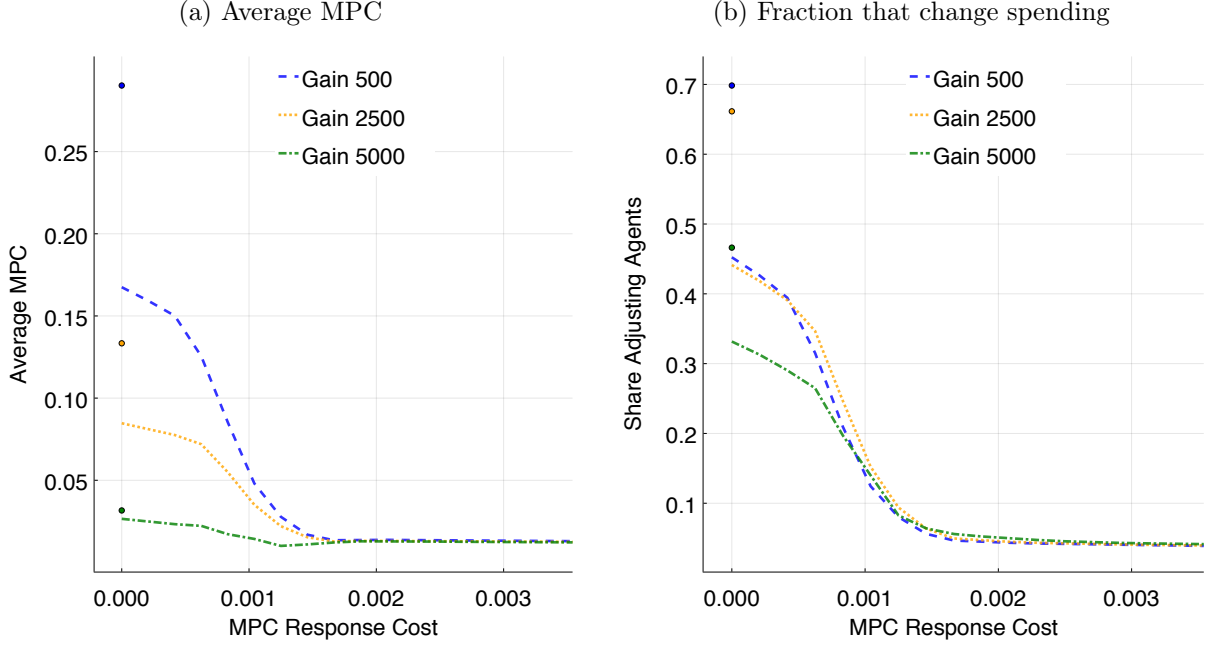 (a) Average MPC
Gain 500
Gain 2500
Gain 5000
0.25
0.20
0.15
0.10
0.05
Average MPC
0.000 0.001 0.002 0.003
MPC Response Cost
(b) Fraction that change spending
Gain 500
Gain 2500
Gain 5000
0.7
0.6
0.5
0.4
0.3
0.2
0.1
Share Adjusting Agents
0.000 0.001 0.002 0.003
MPC Response Cost